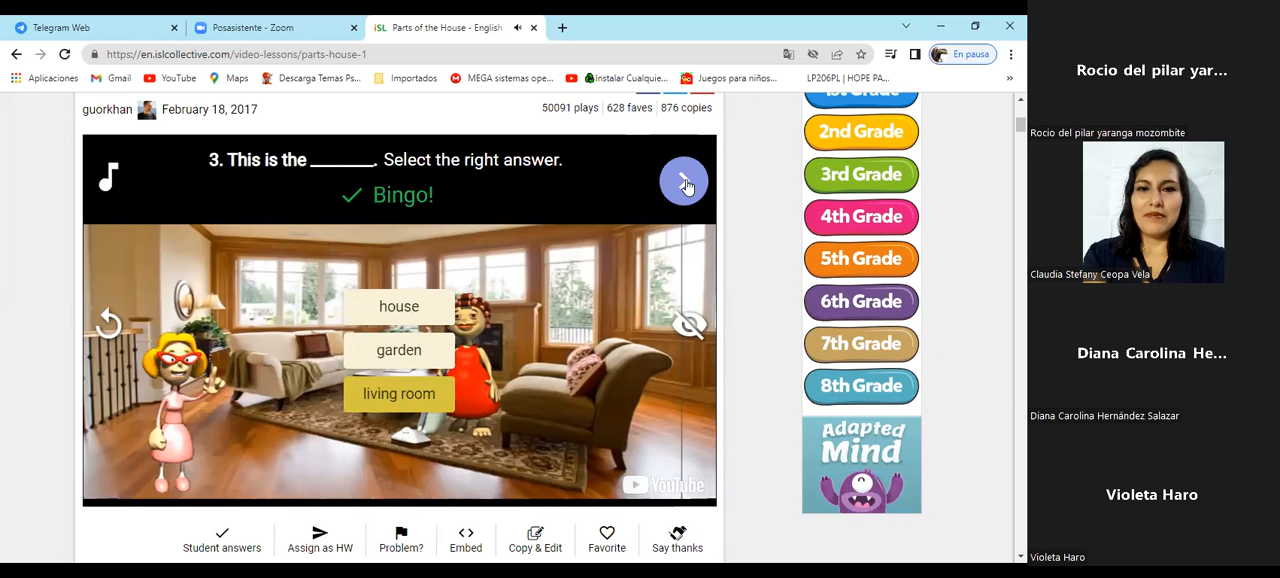 Telegram Web
Posasistente - Zoom
iSL Parts of the House - English
https://en.islcollective.com/video-lessons/parts-house-1
En pausa
Aplicaciones
Gmail
YouTube
Maps
Descarga Temas Ps...
Importados
MEGA sistemas ope...
Instalar Cualquie...
Juegos para niños...
LP206PL | HOPE PA...
»
guorkhan
February 18, 2017
50091 plays
628 faves
876 copies
3. This is the _______. Select the right answer.
Bingo!
house
garden
living room
YouTube
Student answers
Assign as HW
Problem?
Embed
Copy & Edit
Favorite
Say thanks
1st Grade
2nd Grade
3rd Grade
4th Grade
5th Grade
6th Grade
7th Grade
8th Grade
Adapted
Mind
Rocio del pilar yar...
Rocio del pilar yaranga mozombite
Claudia Stefany Ceopa Vela
Diana Carolina He...
Diana Carolina Hernández Salazar
Violeta Haro
Violeta Haro